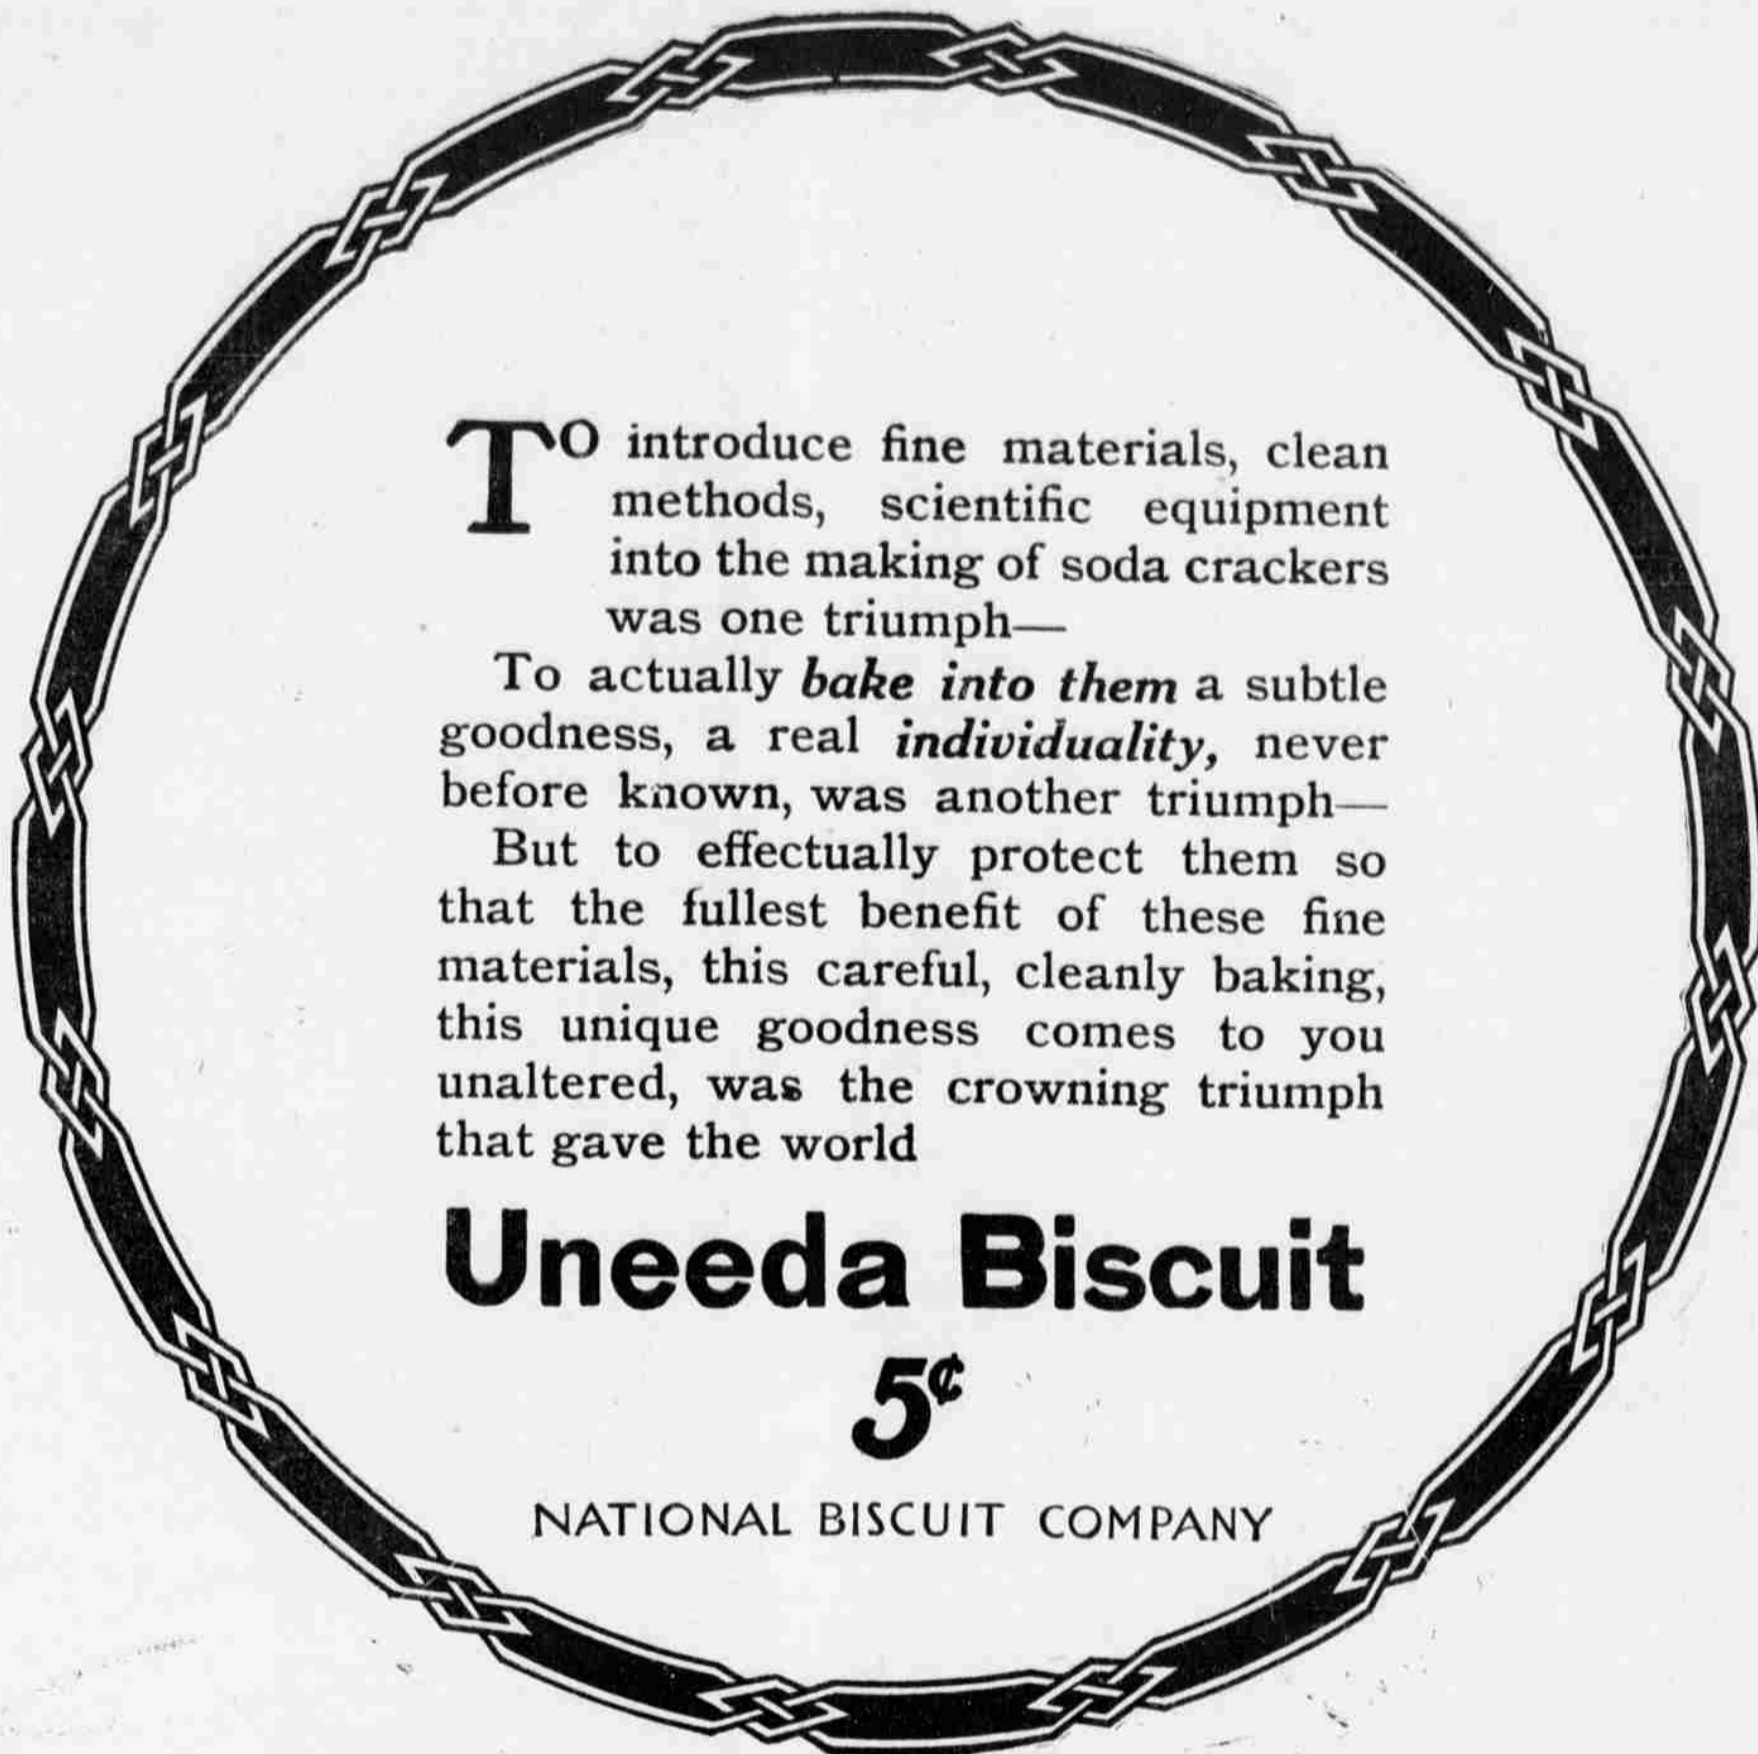 TO introduce fine materials, clean
methods, scientific equipment
into the making of soda crackers
was one triumph—
To actually bake into them a subtle
goodness, a real individuality, never
before known, was another triumph—
But to effectually protect them so
that the fullest benefit of these fine
materials, this careful, cleanly baking,
this unique goodness comes to you
unaltered, was the crowning triumph
that gave the world
Uneeda Biscuit
5¢
NATIONAL BISCUIT COMPANY